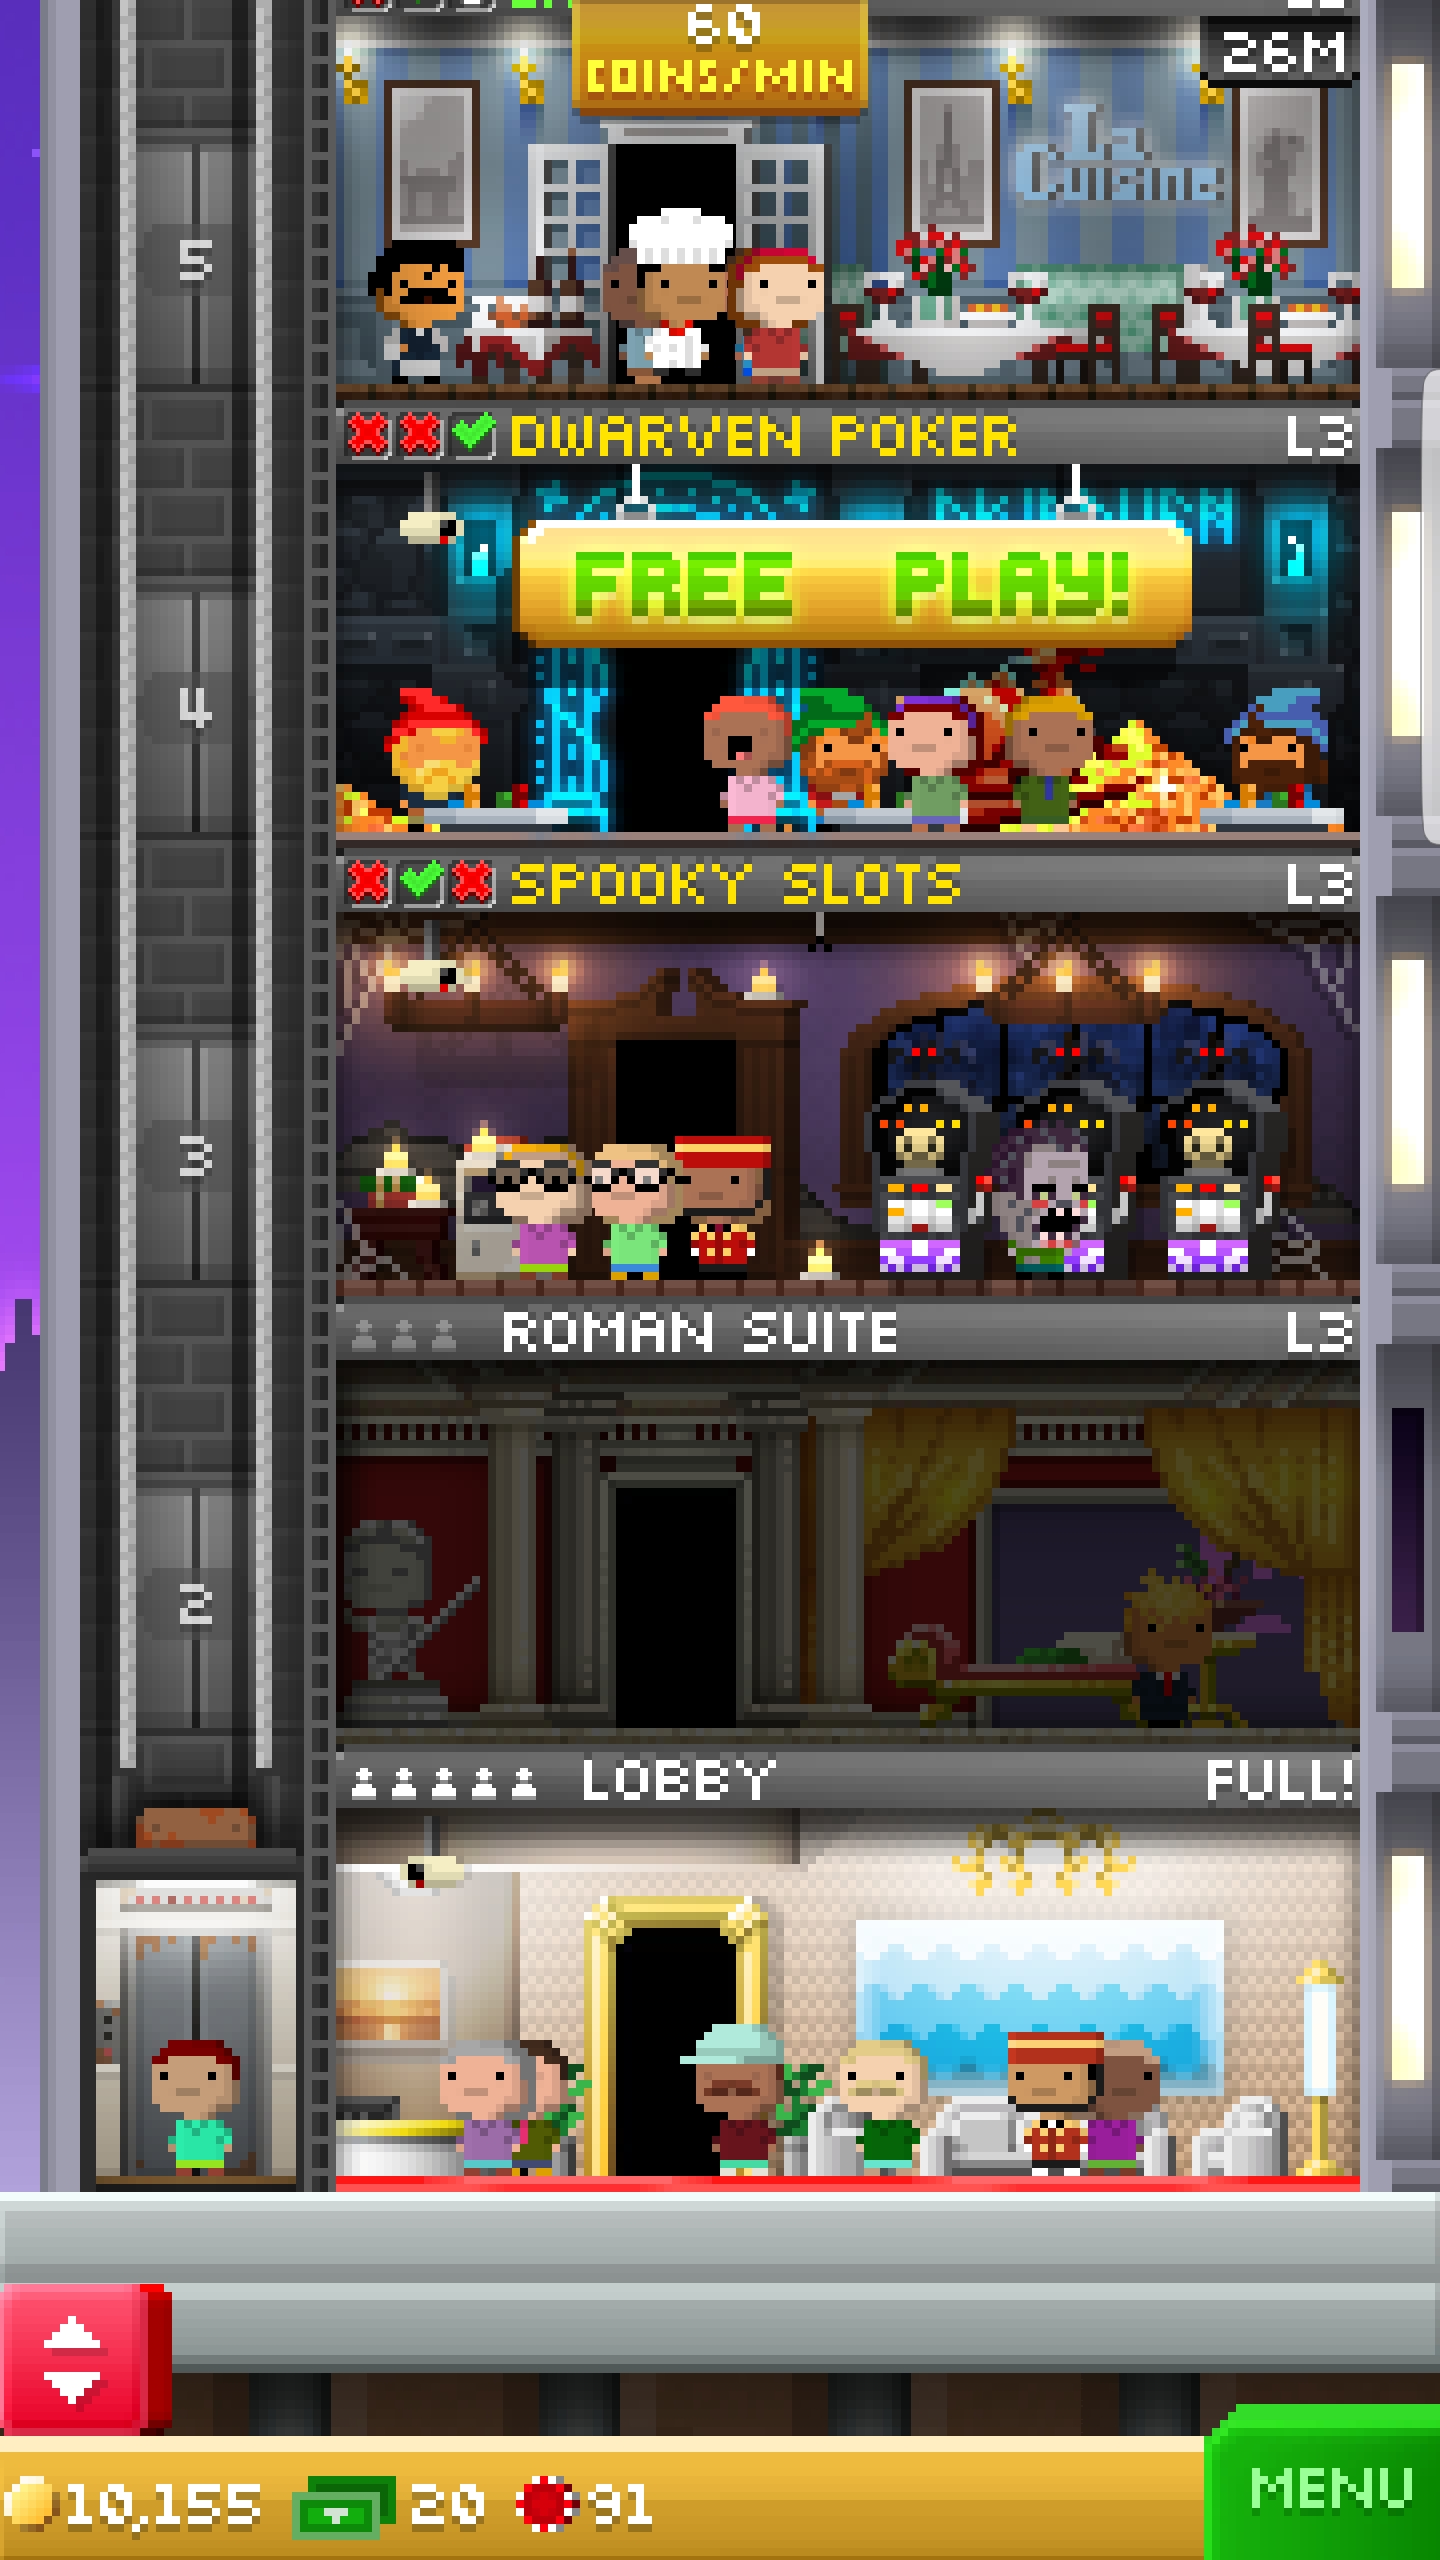 60
COINS/MIN
26M
La
Cuisine
5
DWARVEN POKER
L3
FREE PLAY!
4
SPOOKY SLOTS
L3
3
ROMAN SUITE
L3
2
LOBBY
FULL!
10,155
20
91
MENU